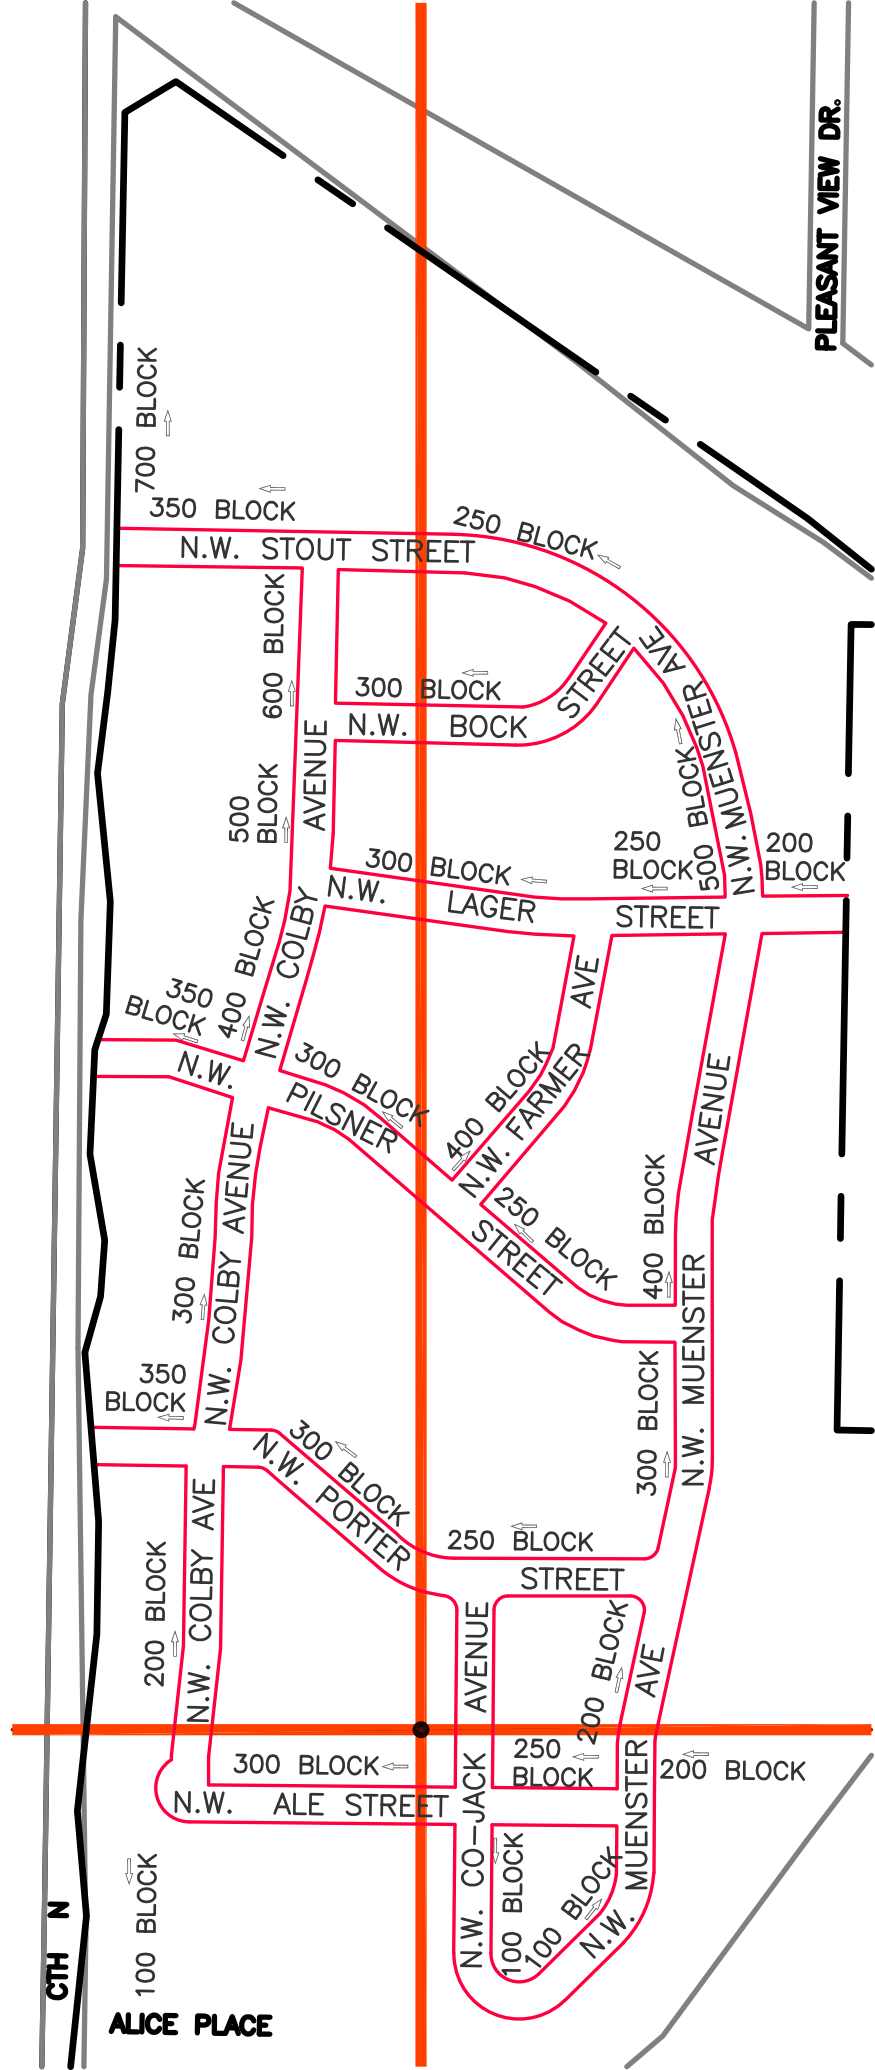 PLEASANT VIEW DR.
700 BLOCK
350 BLOCK
250 BLOCK
N.W. STOUT STREET
600 BLOCK
300 BLOCK
N.W. BOCK STREET
N.W. MUENSTER AVE
500 BLOCK
500
BLOCK
N.W. COLBY AVENUE
300 BLOCK
250
BLOCK
200
BLOCK
N.W. LAGER STREET
400 BLOCK
350
BLOCK
N.W. PILSNER STREET
300 BLOCK
400 BLOCK
N.W. FARMER AVE
250 BLOCK
400 BLOCK
N.W. MUENSTER AVENUE
300 BLOCK
N.W. COLBY AVENUE
350
BLOCK
300 BLOCK
300 BLOCK
N.W. PORTER STREET
250 BLOCK
200 BLOCK
N.W. COLBY AVE
200 BLOCK
N.W. MUENSTER AVE
N.W. CO-JACK AVENUE
300 BLOCK
250
BLOCK
200 BLOCK
N.W. ALE STREET
100 BLOCK
100 BLOCK
100 BLOCK
CTH N
ALICE PLACE